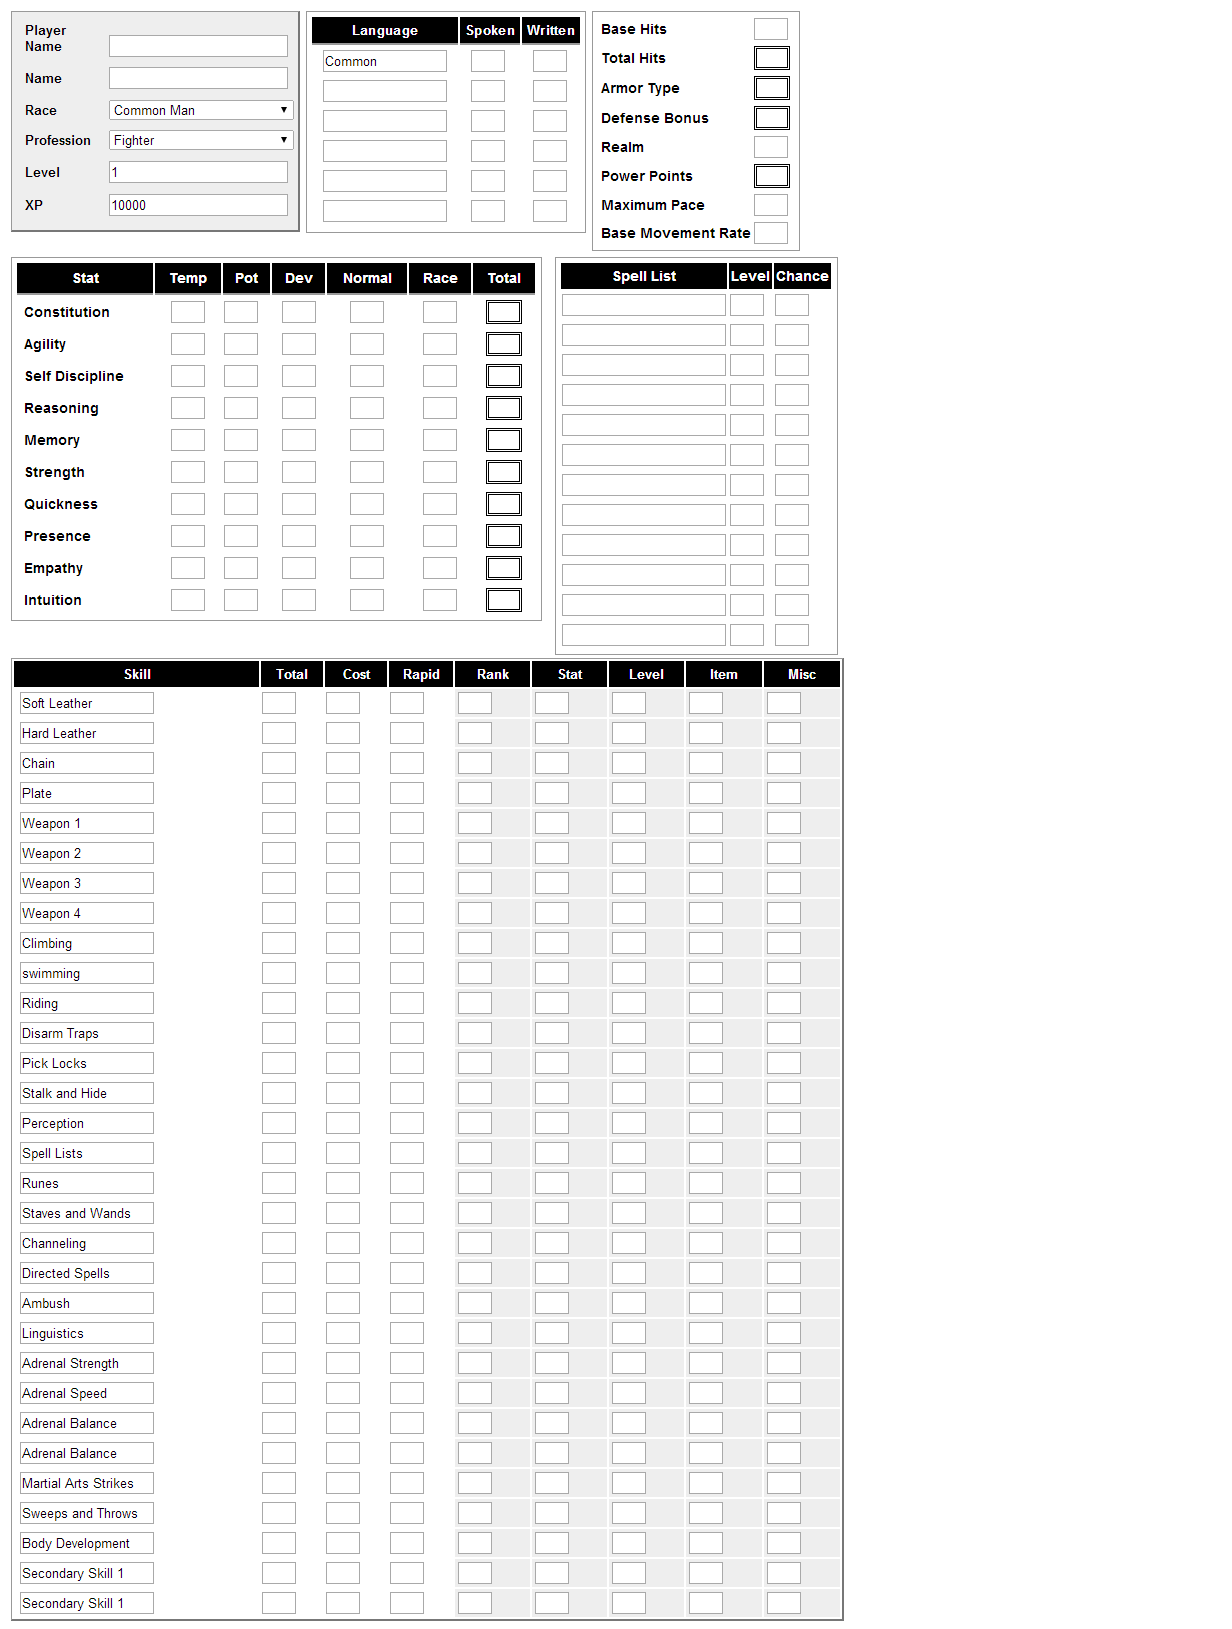 Player
Name
Name
Race Common Man
Profession Fighter
Level 1
XP 10000
Language Spoken Written
Common
Base Hits
Total Hits
Armor Type
Defense Bonus
Realm
Power Points
Maximum Pace
Base Movement Rate
Stat Temp Pot Dev Normal Race Total
Constitution
Agility
Self Discipline
Reasoning
Memory
Strength
Quickness
Presence
Empathy
Intuition
Spell List Level Chance
Skill Total Cost Rapid Rank Stat Level Item Misc
Soft Leather
Hard Leather
Chain
Plate
Weapon 1
Weapon 2
Weapon 3
Weapon 4
Climbing
swimming
Riding
Disarm Traps
Pick Locks
Stalk and Hide
Perception
Spell Lists
Runes
Staves and Wands
Channeling
Directed Spells
Ambush
Linguistics
Adrenal Strength
Adrenal Speed
Adrenal Balance
Adrenal Balance
Martial Arts Strikes
Sweeps and Throws
Body Development
Secondary Skill 1
Secondary Skill 1